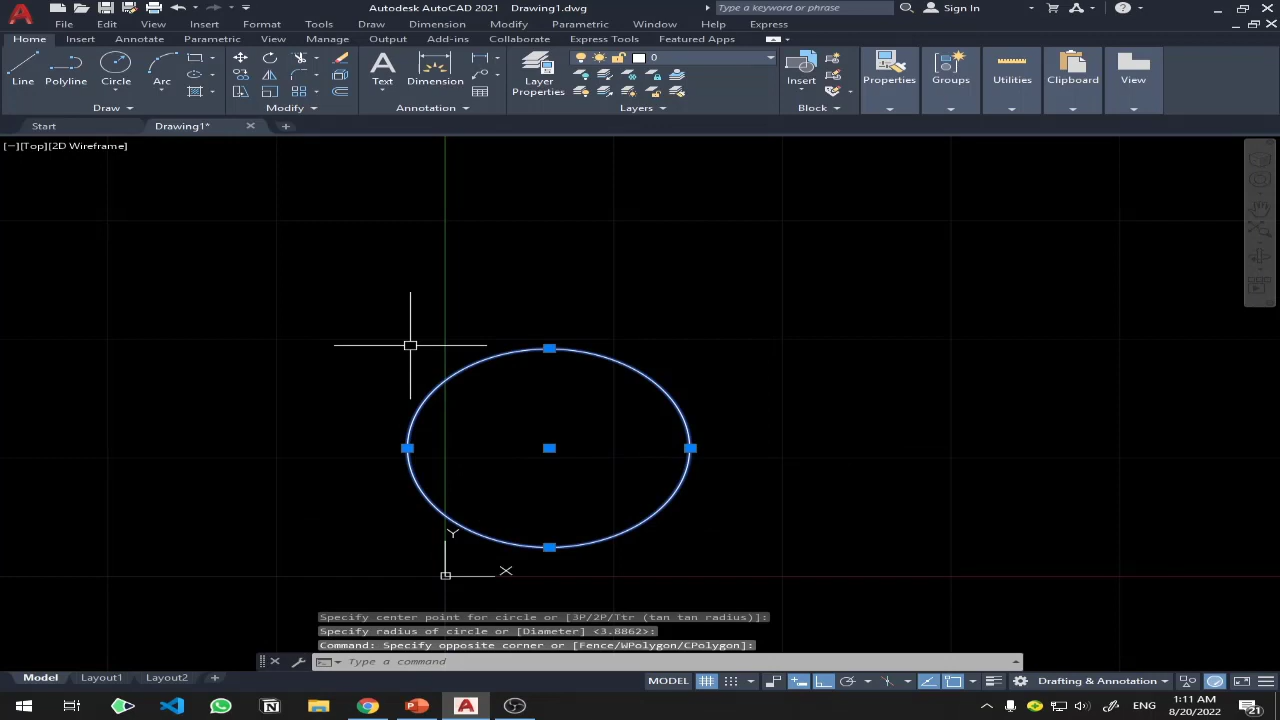 Autodesk AutoCAD 2021 Drawing1.dwg
Type a keyword or phrase
Sign In
File Edit View Insert Format Tools Draw Dimension Modify Parametric Window Help Express
Home Insert Annotate Parametric View Manage Output Add-ins Collaborate Express Tools Featured Apps
0
Line Polyline Circle Arc Text Dimension Layer Properties Insert Properties Groups Utilities Clipboard View
Draw Modify Annotation Layers Block
Start Drawing1*
[−][Top][2D Wireframe]
Y
X
Specify center point for circle or [3P/2P/Ttr (tan tan radius)]:
Specify radius of circle or [Diameter] <3.8862>:
Command: Specify opposite corner or [Fence/WPolygon/CPolygon]:
Type a command
Model Layout1 Layout2 +
MODEL
Drafting & Annotation
ENG
1:11 AM
8/20/2022
21